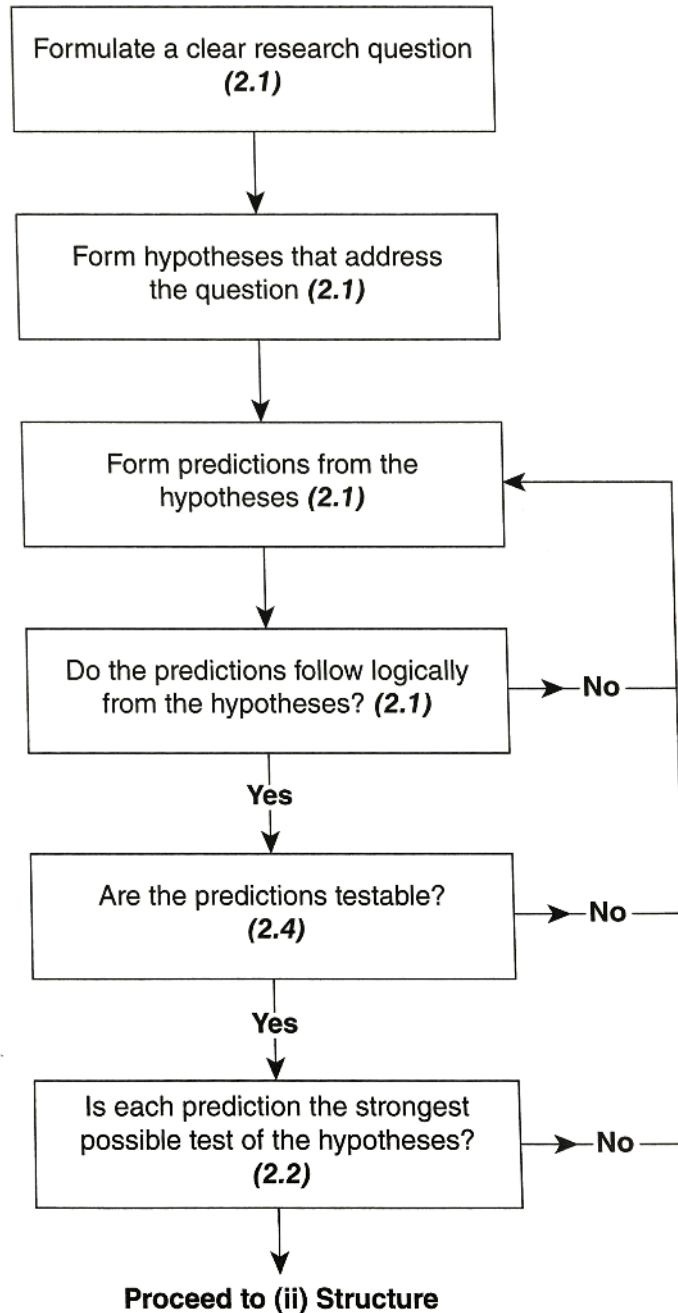 Formulate a clear research question
(2.1)
Form hypotheses that address
the question (2.1)
Form predictions from the
hypotheses (2.1)
Do the predictions follow logically
from the hypotheses? (2.1)
No
Yes
Are the predictions testable?
(2.4)
No
Yes
Is each prediction the strongest
possible test of the hypotheses?
(2.2)
No
Proceed to (ii) Structure